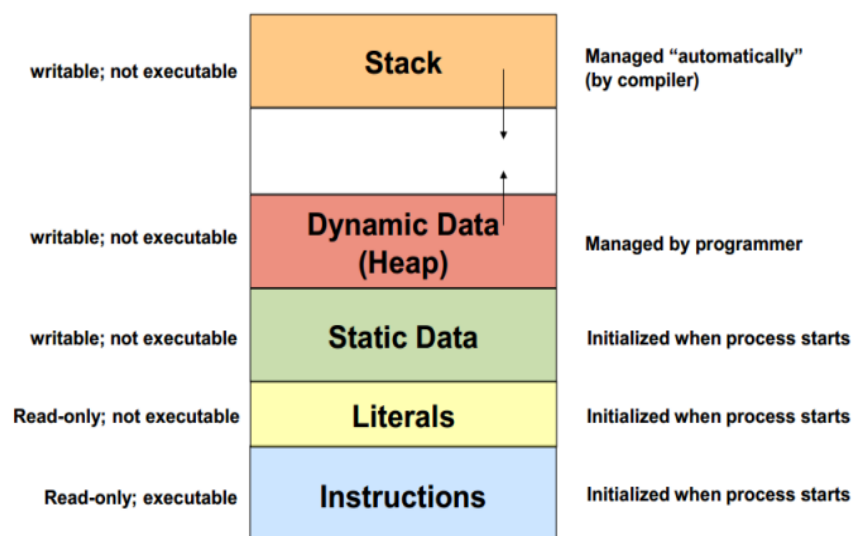 writable; not executable
Stack
Managed “automatically”
(by compiler)
writable; not executable
Dynamic Data
(Heap)
Managed by programmer
writable; not executable
Static Data
Initialized when process starts
Read-only; not executable
Literals
Initialized when process starts
Read-only; executable
Instructions
Initialized when process starts